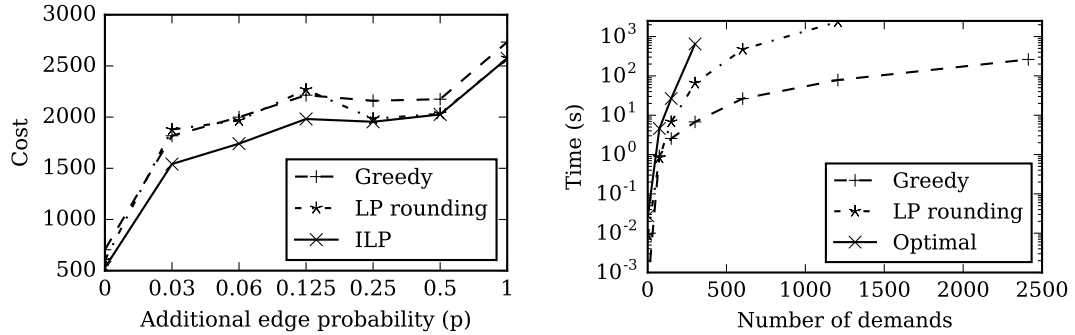 3000
2500
2000
1500
1000
500
Cost
0 0.03 0.06 0.125 0.25 0.5 1
Additional edge probability (p)
Greedy
LP rounding
ILP
10^3
10^2
10^1
10^0
10^-1
10^-2
10^-3
Time (s)
0 500 1000 1500 2000 2500
Number of demands
Greedy
LP rounding
Optimal